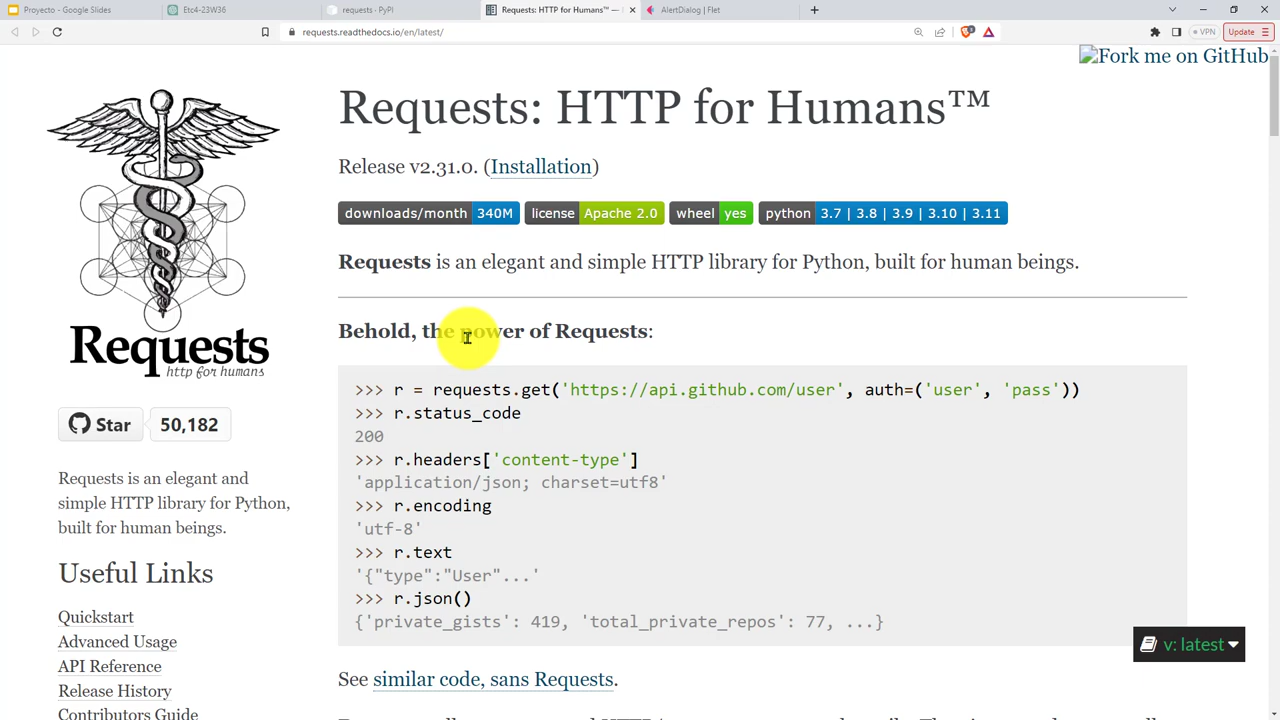 Proyecto - Google Slides
Etc4-23W36
requests · PyPI
Requests: HTTP for Humans™ —
AlertDialog | Flet
requests.readthedocs.io/en/latest/
VPN
Update
Fork me on GitHub
Requests: HTTP for Humans™
Release v2.31.0. (Installation)
downloads/month 340M license Apache 2.0 wheel yes python 3.7 | 3.8 | 3.9 | 3.10 | 3.11
Requests is an elegant and simple HTTP library for Python, built for human beings.
Behold, the power of Requests:
>>> r = requests.get('https://api.github.com/user', auth=('user', 'pass'))
>>> r.status_code
200
>>> r.headers['content-type']
'application/json; charset=utf8'
>>> r.encoding
'utf-8'
>>> r.text
'{"type":"User"...'
>>> r.json()
{'private_gists': 419, 'total_private_repos': 77, ...}
See similar code, sans Requests.
Requests
http for humans
Star 50,182
Requests is an elegant and
simple HTTP library for Python,
built for human beings.
Useful Links
Quickstart
Advanced Usage
API Reference
Release History
Contributors Guide
v: latest